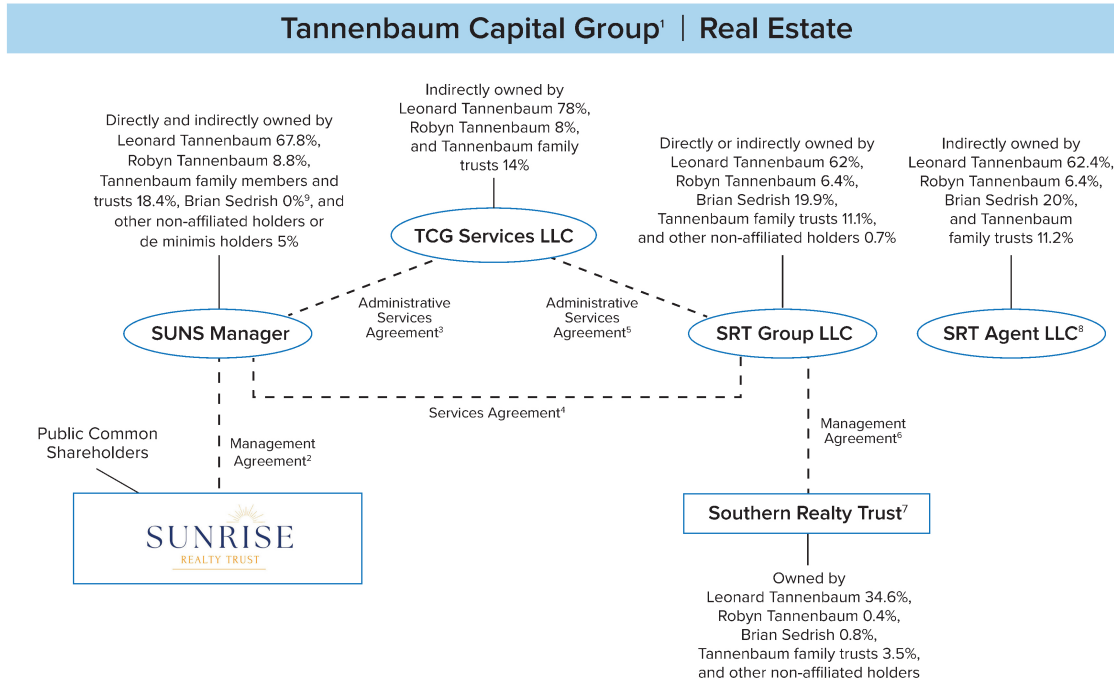 Tannenbaum Capital Group¹ | Real Estate
Directly and indirectly owned by
Leonard Tannenbaum 67.8%,
Robyn Tannenbaum 8.8%,
Tannenbaum family members and
trusts 18.4%, Brian Sedrish 0%⁹, and
other non-affiliated holders or
de minimis holders 5%
Indirectly owned by
Leonard Tannenbaum 78%,
Robyn Tannenbaum 8%,
and Tannenbaum family
trusts 14%
Directly or indirectly owned by
Leonard Tannenbaum 62%,
Robyn Tannenbaum 6.4%,
Brian Sedrish 19.9%,
Tannenbaum family trusts 11.1%,
and other non-affiliated holders 0.7%
Indirectly owned by
Leonard Tannenbaum 62.4%,
Robyn Tannenbaum 6.4%,
Brian Sedrish 20%,
and Tannenbaum
family trusts 11.2%
TCG Services LLC
Administrative
Services
Agreement³
Administrative
Services
Agreement⁵
SUNS Manager
SRT Group LLC
SRT Agent LLC⁸
Services Agreement⁴
Public Common
Shareholders
Management
Agreement²
Management
Agreement⁶
SUNRISE
REALTY TRUST
Southern Realty Trust⁷
Owned by
Leonard Tannenbaum 34.6%,
Robyn Tannenbaum 0.4%,
Brian Sedrish 0.8%,
Tannenbaum family trusts 3.5%,
and other non-affiliated holders